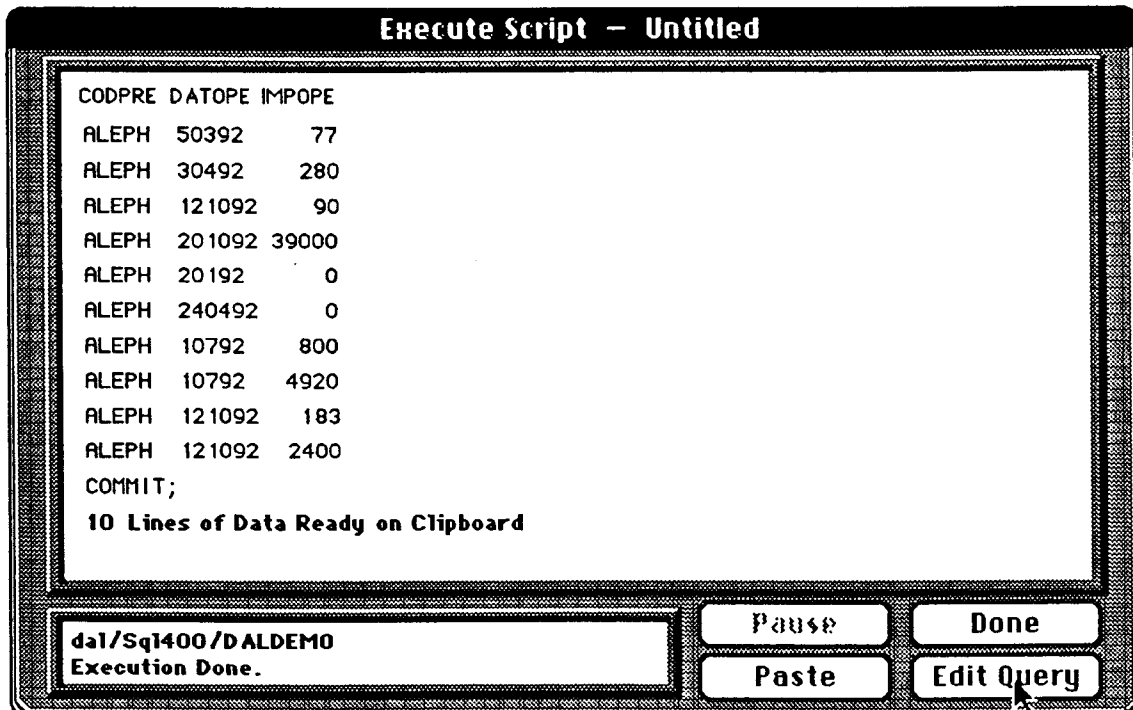 Execute Script — Untitled
CODPRE DATOPE IMPOPE
ALEPH 50392 77
ALEPH 30492 280
ALEPH 121092 90
ALEPH 201092 39000
ALEPH 20192 0
ALEPH 240492 0
ALEPH 10792 800
ALEPH 10792 4920
ALEPH 121092 183
ALEPH 121092 2400
COMMIT;
10 Lines of Data Ready on Clipboard
dal/Sql400/DALDEMO
Execution Done.
Pause
Done
Paste
Edit Query